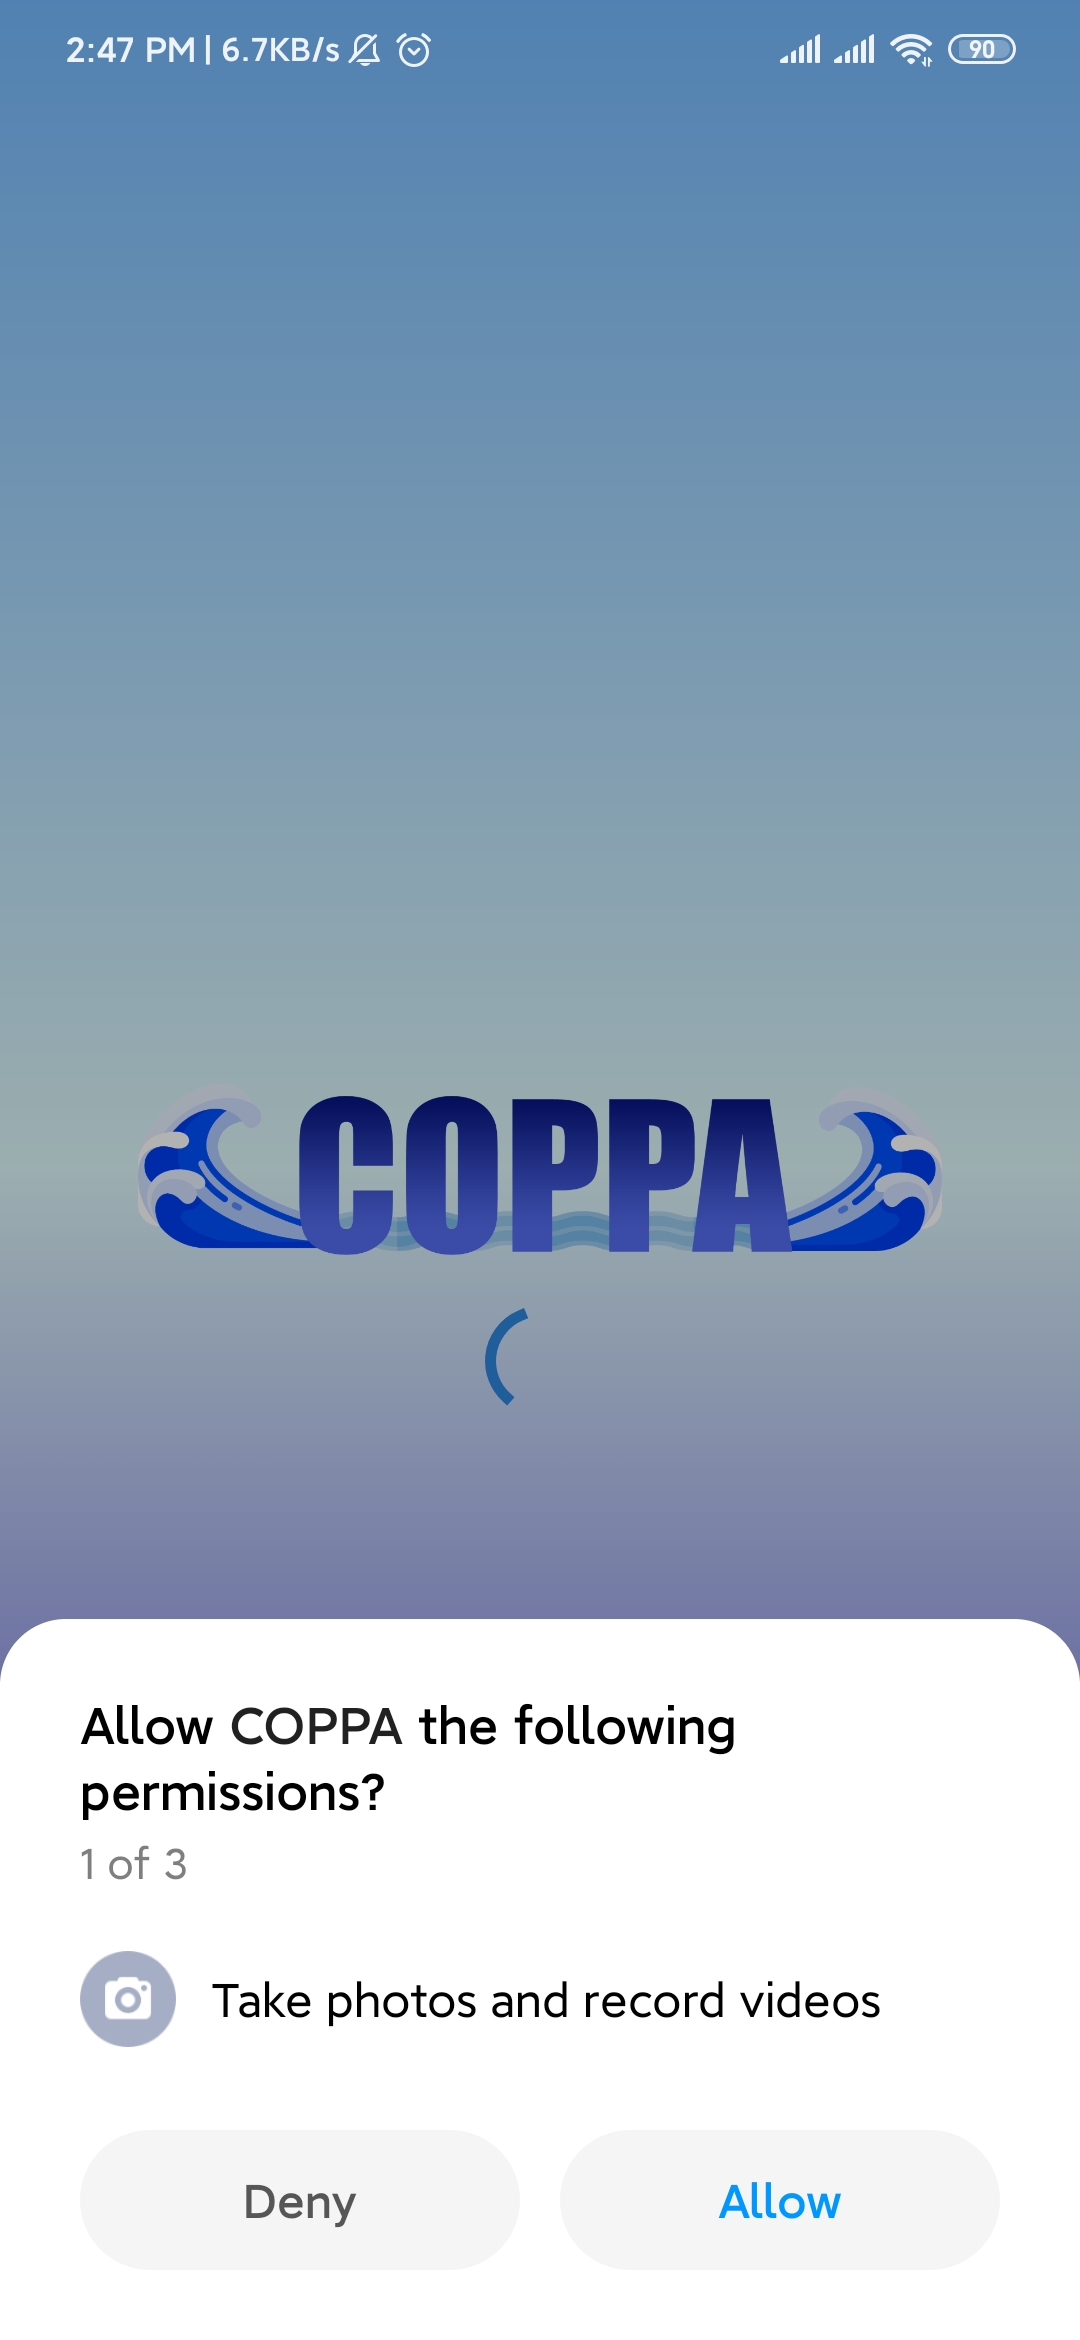 2:47 PM | 6.7KB/s
90
COPPA
Allow COPPA the following
permissions?
1 of 3
Take photos and record videos
Deny
Allow